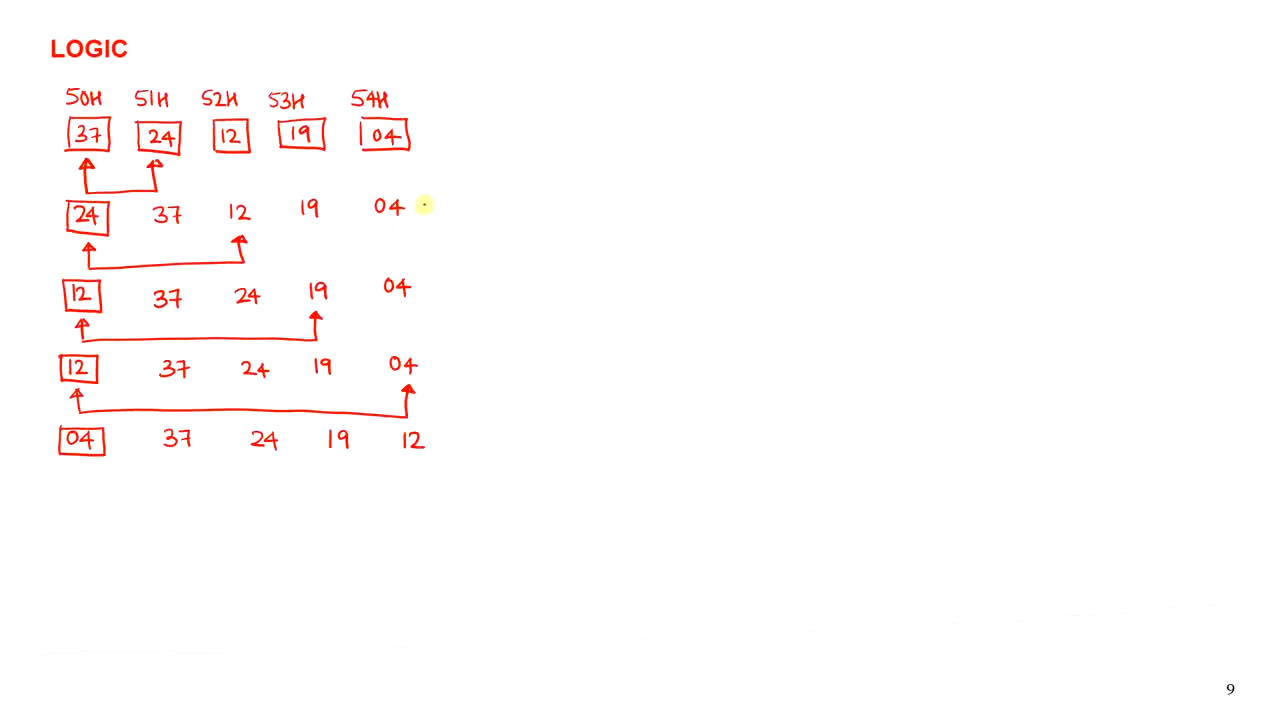 LOGIC
50H 51H 52H 53H 54H
37 24 12 19 04
24 37 12 19 04
12 37 24 19 04
12 37 24 19 04
04 37 24 19 12
9